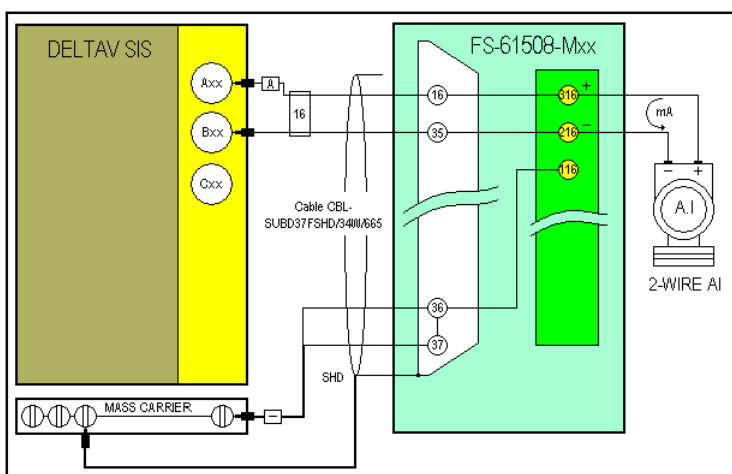 DELTAV SIS
FS-61508-Mxx
Axx
A
16
16
316
+
mA
Bxx
35
216
−
Cxx
116
− +
A.I
Cable CBL-
SUBD37FSHD/34W/665
2-WIRE AI
36
37
SHD
MASS CARRIER
−